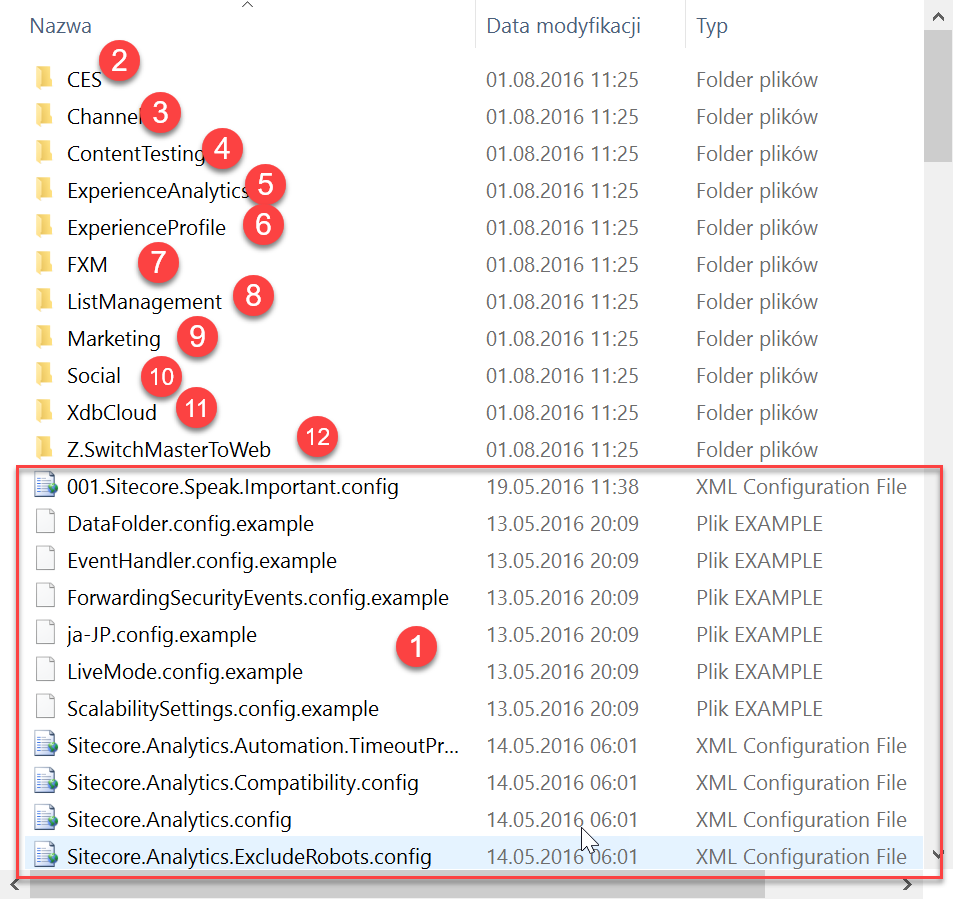 Nazwa Data modyfikacji Typ
CES 2 01.08.2016 11:25 Folder plików
Channel 3 01.08.2016 11:25 Folder plików
ContentTesting 4 01.08.2016 11:25 Folder plików
ExperienceAnalytics 5 01.08.2016 11:25 Folder plików
ExperienceProfile 6 01.08.2016 11:25 Folder plików
FXM 7 01.08.2016 11:25 Folder plików
ListManagement 8 01.08.2016 11:25 Folder plików
Marketing 9 01.08.2016 11:25 Folder plików
Social 10 01.08.2016 11:25 Folder plików
XdbCloud 11 01.08.2016 11:25 Folder plików
Z.SwitchMasterToWeb 12 01.08.2016 11:25 Folder plików
001.Sitecore.Speak.Important.config 19.05.2016 11:38 XML Configuration File
DataFolder.config.example 13.05.2016 20:09 Plik EXAMPLE
EventHandler.config.example 13.05.2016 20:09 Plik EXAMPLE
ForwardingSecurityEvents.config.example 13.05.2016 20:09 Plik EXAMPLE
ja-JP.config.example 1 13.05.2016 20:09 Plik EXAMPLE
LiveMode.config.example 13.05.2016 20:09 Plik EXAMPLE
ScalabilitySettings.config.example 13.05.2016 20:09 Plik EXAMPLE
Sitecore.Analytics.Automation.TimeoutPr... 14.05.2016 06:01 XML Configuration File
Sitecore.Analytics.Compatibility.config 14.05.2016 06:01 XML Configuration File
Sitecore.Analytics.config 14.05.2016 06:01 XML Configuration File
Sitecore.Analytics.ExcludeRobots.config 14.05.2016 06:01 XML Configuration File